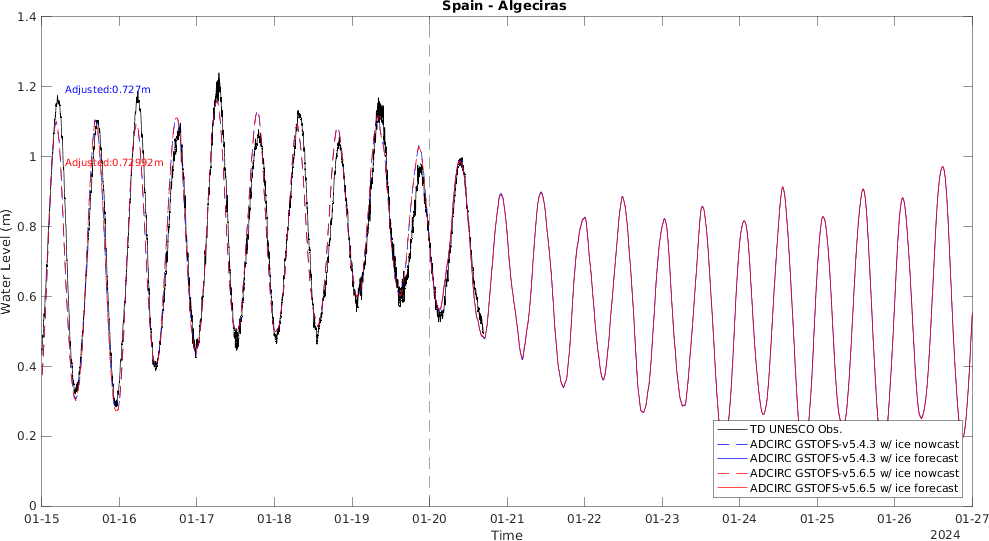 Spain - Algeciras
1.4
1.2
1
0.8
0.6
0.4
0.2
0
Water Level (m)
Adjusted:0.727m
Adjusted:0.72992m
TD UNESCO Obs.
ADCIRC GSTOFS-v5.4.3 w/ ice nowcast
ADCIRC GSTOFS-v5.4.3 w/ ice forecast
ADCIRC GSTOFS-v5.6.5 w/ ice nowcast
ADCIRC GSTOFS-v5.6.5 w/ ice forecast
01-15 01-16 01-17 01-18 01-19 01-20 01-21 01-22 01-23 01-24 01-25 01-26 01-27
Time
2024